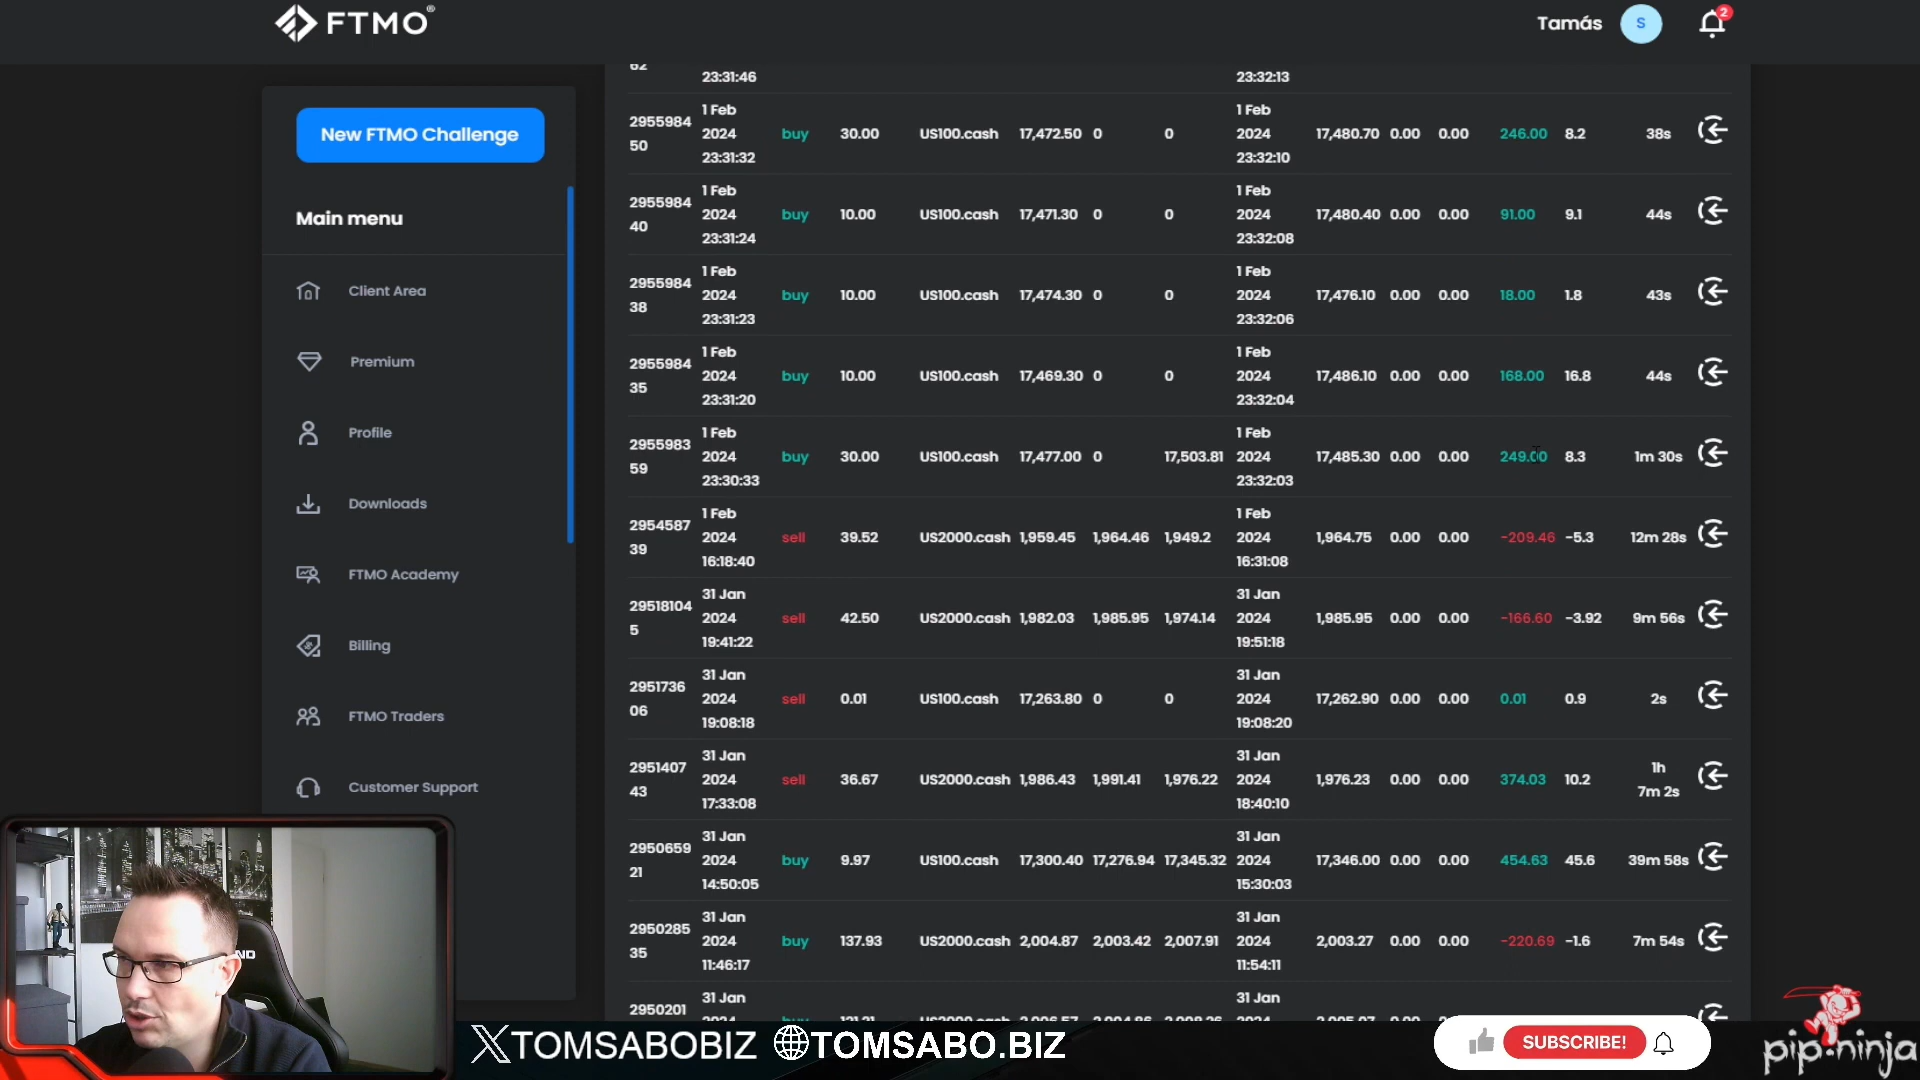 FTMO®
Tamás S 2
New FTMO Challenge
Main menu
Client Area
Premium
Profile
Downloads
FTMO Academy
Billing
FTMO Traders
Customer Support
62 23:31:46 23:32:13
1 Feb 1 Feb
2955984 2024 buy 30.00 US100.cash 17,472.50 0 0 2024 17,480.70 0.00 0.00 246.00 8.2 38s
50 23:31:32 23:32:10
1 Feb 1 Feb
2955984 2024 buy 10.00 US100.cash 17,471.30 0 0 2024 17,480.40 0.00 0.00 91.00 9.1 44s
40 23:31:24 23:32:08
1 Feb 1 Feb
2955984 2024 buy 10.00 US100.cash 17,474.30 0 0 2024 17,476.10 0.00 0.00 18.00 1.8 43s
38 23:31:23 23:32:06
1 Feb 1 Feb
2955984 2024 buy 10.00 US100.cash 17,469.30 0 0 2024 17,486.10 0.00 0.00 168.00 16.8 44s
35 23:31:20 23:32:04
1 Feb 1 Feb
2955983 2024 buy 30.00 US100.cash 17,477.00 0 17,503.81 2024 17,485.30 0.00 0.00 249.00 8.3 1m 30s
59 23:30:33 23:32:03
1 Feb 1 Feb
2954587 2024 sell 39.52 US2000.cash 1,959.45 1,964.46 1,949.2 2024 1,964.75 0.00 0.00 -209.46 -5.3 12m 28s
39 16:18:40 16:31:08
31 Jan 31 Jan
29518104 2024 sell 42.50 US2000.cash 1,982.03 1,985.95 1,974.14 2024 1,985.95 0.00 0.00 -166.60 -3.92 9m 56s
5 19:41:22 19:51:18
31 Jan 31 Jan
2951736 2024 sell 0.01 US100.cash 17,263.80 0 0 2024 17,262.90 0.00 0.00 0.01 0.9 2s
06 19:08:18 19:08:20
31 Jan 31 Jan
2951407 2024 sell 36.67 US2000.cash 1,986.43 1,991.41 1,976.22 2024 1,976.23 0.00 0.00 374.03 10.2 1h 7m 2s
43 17:33:08 18:40:10
31 Jan 31 Jan
2950659 2024 buy 9.97 US100.cash 17,300.40 17,276.94 17,345.32 2024 17,346.00 0.00 0.00 454.63 45.6 39m 58s
21 14:50:05 15:30:03
31 Jan 31 Jan
2950285 2024 buy 137.93 US2000.cash 2,004.87 2,003.42 2,007.91 2024 2,003.27 0.00 0.00 -220.69 -1.6 7m 54s
35 11:46:17 11:54:11
31 Jan 31 Jan
2950201
ND
TOMSABOBIZ TOMSABO.BIZ
SUBSCRIBE!
pip.ninja